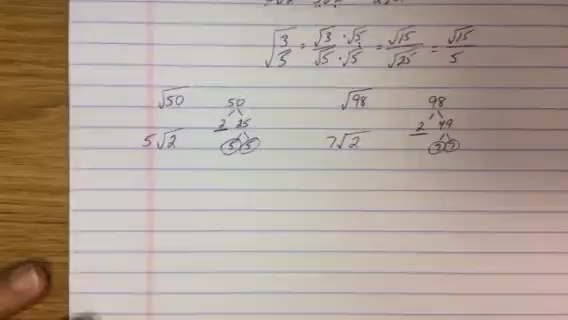 √3/5 = √3 · √5 / √5 · √5 = √15 / √25 = √15 / 5
√50 50 √98 98
2 25 2 49
5√2 5 5 7√2 7 7